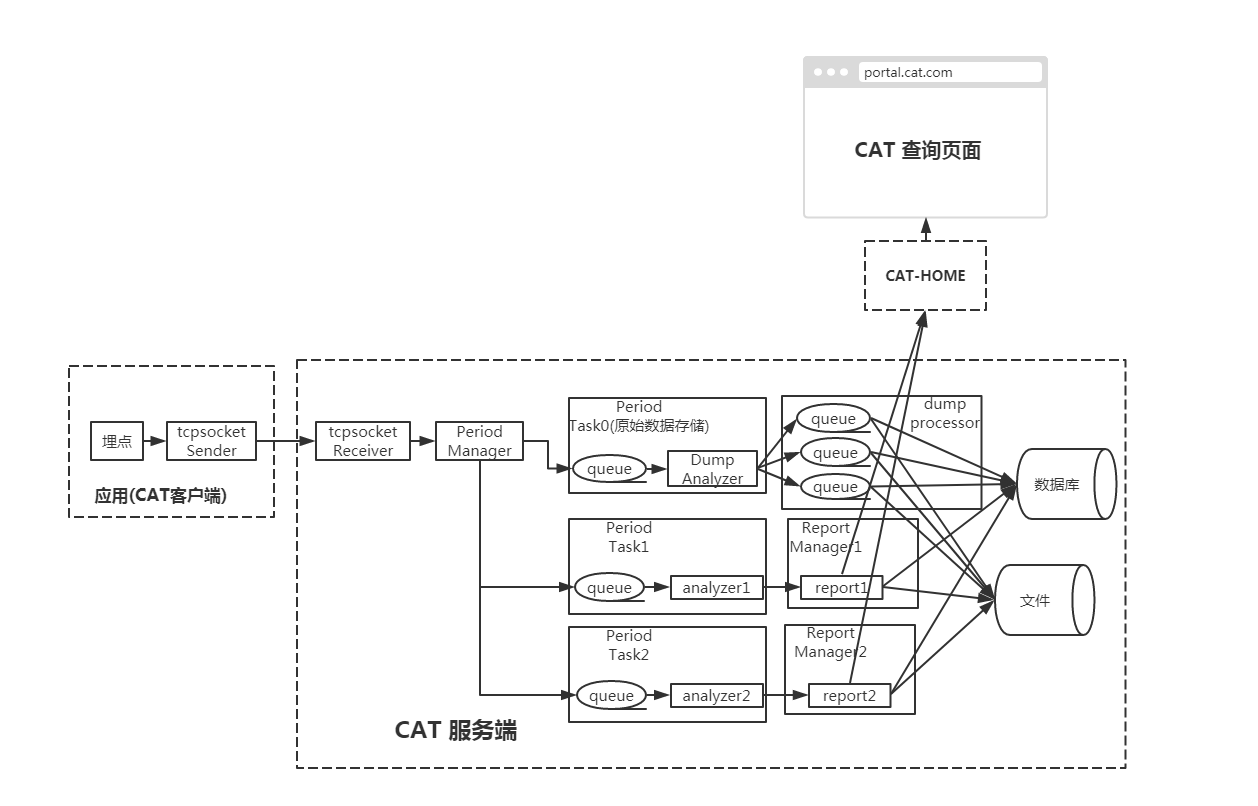 portal.cat.com
CAT 查询页面
CAT-HOME
埋点
tcpsocket
Sender
应用(CAT客户端)
tcpsocket
Receiver
Period
Manager
Period
Task0(原始数据存储)
queue
Dump
Analyzer
dump
processor
queue
queue
queue
数据库
Period
Task1
queue
analyzer1
Report
Manager1
report1
文件
Period
Task2
queue
analyzer2
Report
Manager2
report2
CAT 服务端